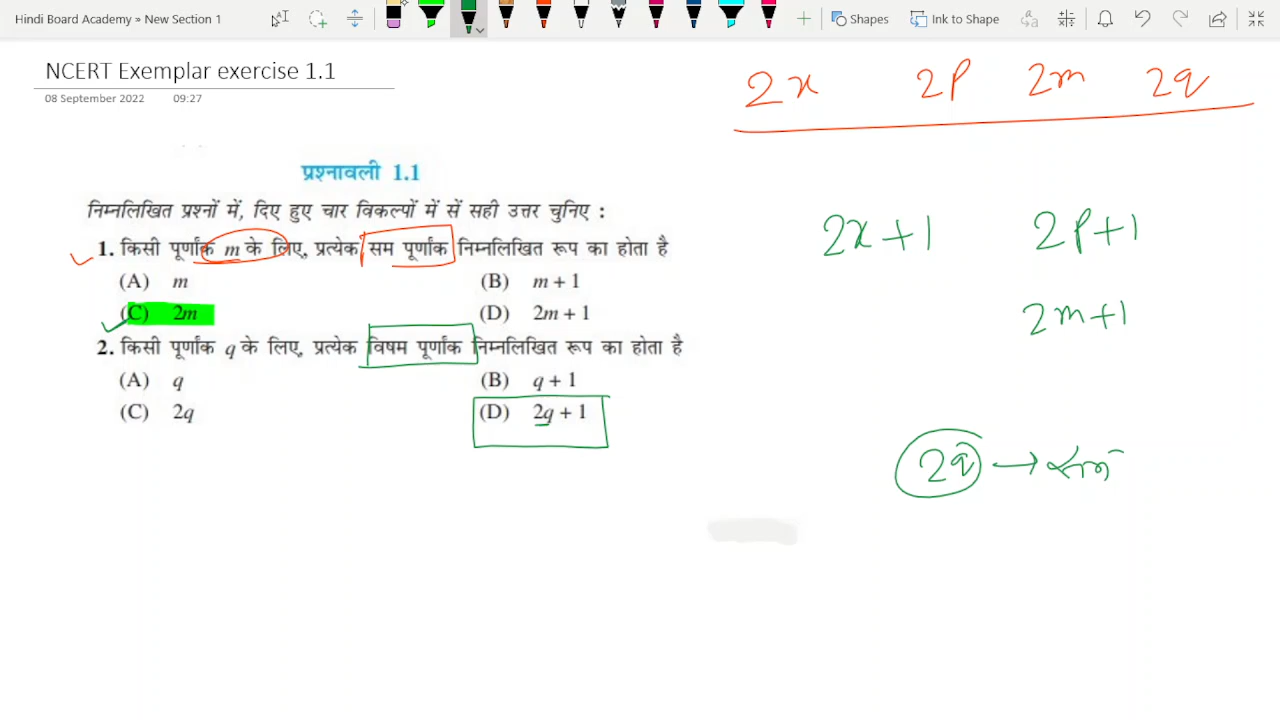 Hindi Board Academy » New Section 1
Shapes
Ink to Shape
NCERT Exemplar exercise 1.1
08 September 2022 09:27
2x 2p 2m 2q
प्रश्नावली 1.1
निम्नलिखित प्रश्नों में, दिए हुए चार विकल्पों में सें सही उत्तर चुनिए :
1. किसी पूर्णांक m के लिए, प्रत्येक सम पूर्णांक निम्नलिखित रूप का होता है
(A) m (B) m + 1
(C) 2m (D) 2m + 1
2. किसी पूर्णांक q के लिए, प्रत्येक विषम पूर्णांक निम्नलिखित रूप का होता है
(A) q (B) q + 1
(C) 2q (D) 2q + 1
2x+1 2p+1
2m+1
2q → सम